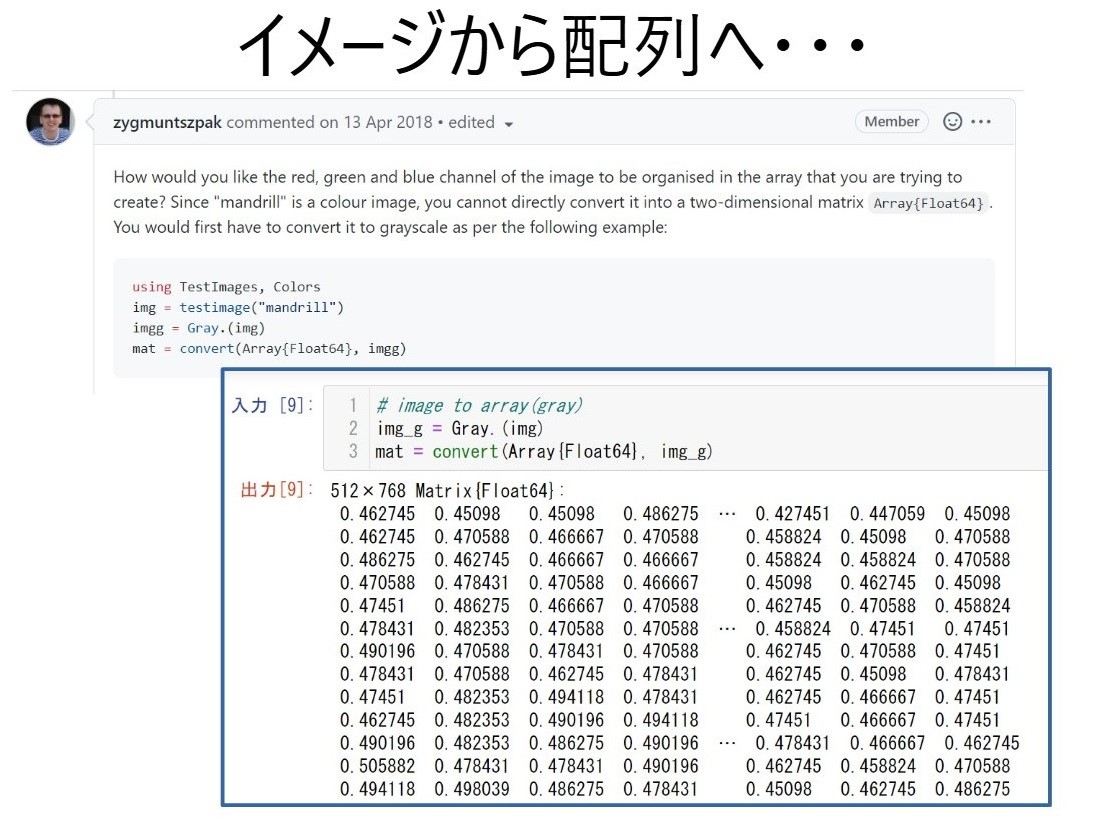 イメージから配列へ・・・
zygmuntszpak commented on 13 Apr 2018 • edited
Member
How would you like the red, green and blue channel of the image to be organised in the array that you are trying to
create? Since "mandrill" is a colour image, you cannot directly convert it into a two-dimensional matrix Array{Float64} .
You would first have to convert it to grayscale as per the following example:
using TestImages, Colors
img = testimage("mandrill")
imgg = Gray.(img)
mat = convert(Array{Float64}, imgg)
入力 [9]:
1 # image to array(gray)
2 img_g = Gray.(img)
3 mat = convert(Array{Float64}, img_g)
出力[9]: 512×768 Matrix{Float64}:
0.462745 0.45098 0.45098 0.486275 … 0.427451 0.447059 0.45098
0.462745 0.470588 0.466667 0.470588 0.458824 0.45098 0.470588
0.486275 0.462745 0.466667 0.466667 0.458824 0.458824 0.470588
0.470588 0.478431 0.470588 0.466667 0.45098 0.462745 0.45098
0.47451 0.486275 0.466667 0.470588 0.462745 0.470588 0.458824
0.478431 0.482353 0.470588 0.470588 … 0.458824 0.47451 0.47451
0.490196 0.470588 0.478431 0.470588 0.462745 0.470588 0.47451
0.478431 0.470588 0.462745 0.478431 0.462745 0.45098 0.478431
0.47451 0.482353 0.494118 0.478431 0.462745 0.466667 0.47451
0.462745 0.482353 0.490196 0.494118 0.47451 0.466667 0.47451
0.490196 0.482353 0.486275 0.490196 … 0.478431 0.466667 0.462745
0.505882 0.478431 0.478431 0.490196 0.462745 0.458824 0.470588
0.494118 0.498039 0.486275 0.478431 0.45098 0.462745 0.486275